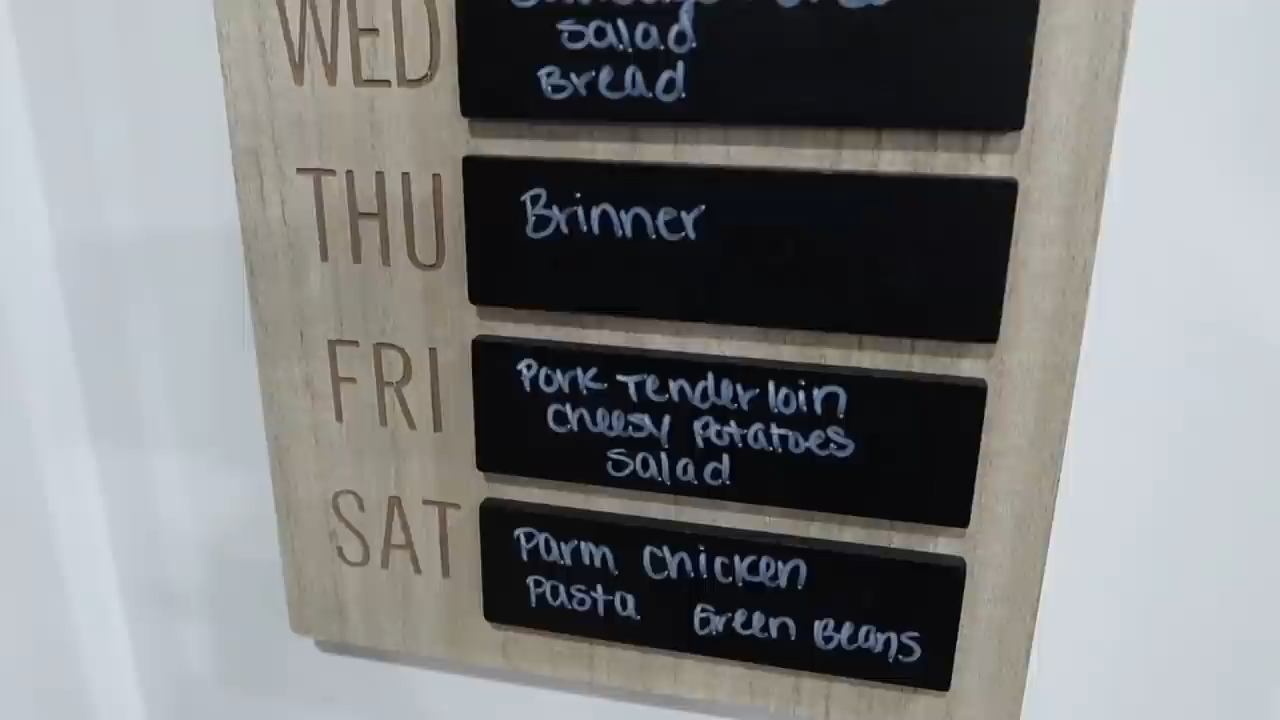 WED
salad
Bread
THU
Brinner
FRI
Pork Tenderloin
Cheesy Potatoes
Salad
SAT
Parm Chicken
Pasta Green Beans